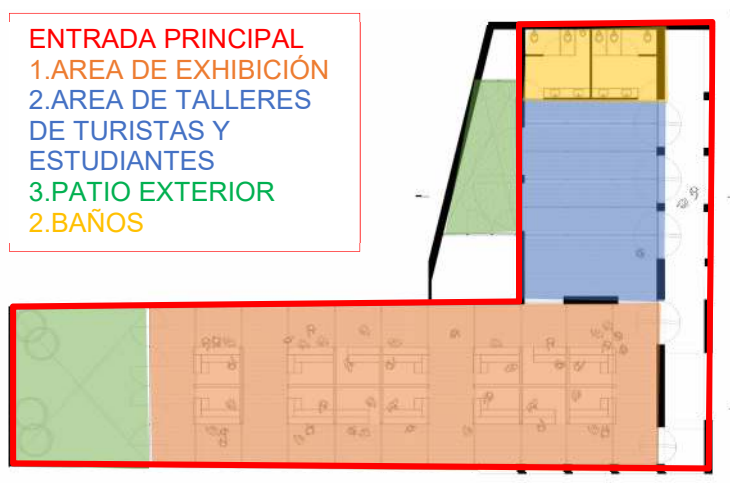 ENTRADA PRINCIPAL
1.AREA DE EXHIBICIÓN
2.AREA DE TALLERES
DE TURISTAS Y
ESTUDIANTES
3.PATIO EXTERIOR
2.BAÑOS